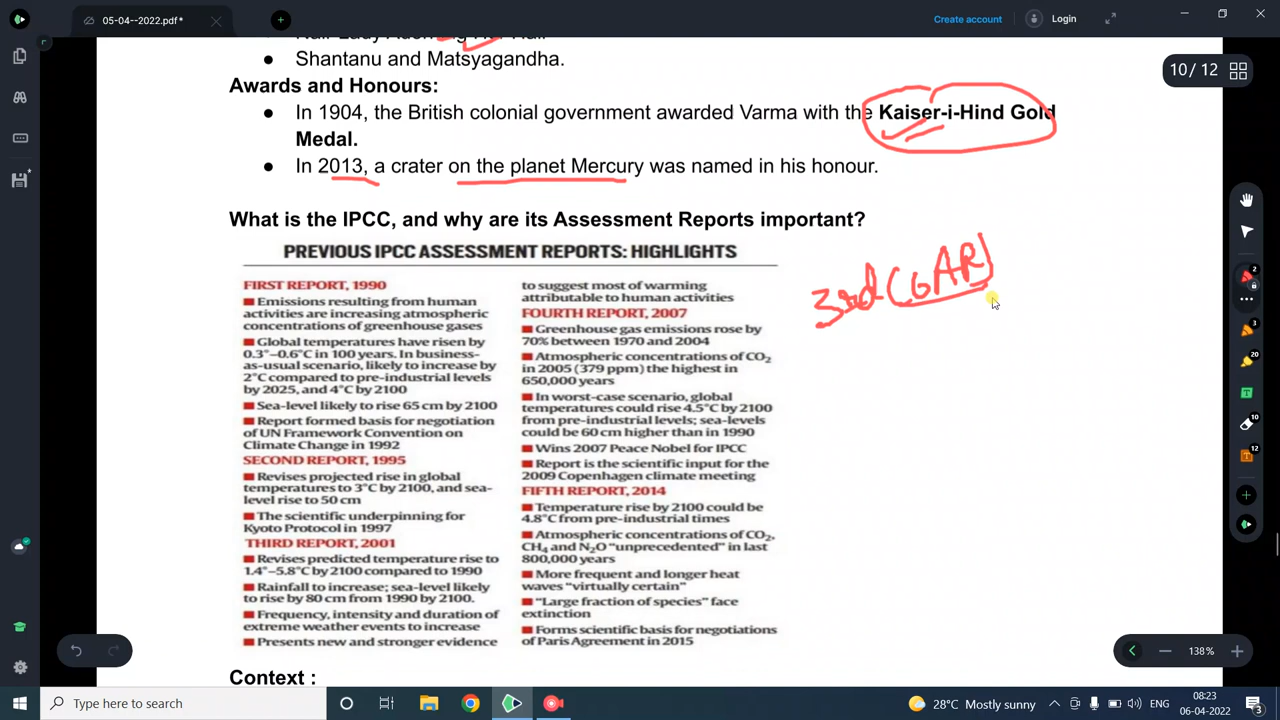 05-04--2022.pdf*
Create account
Login
10/ 12
Shantanu and Matsyagandha.
Awards and Honours:
In 1904, the British colonial government awarded Varma with the Kaiser-i-Hind Gold
Medal.
In 2013, a crater on the planet Mercury was named in his honour.
What is the IPCC, and why are its Assessment Reports important?
PREVIOUS IPCC ASSESSMENT REPORTS: HIGHLIGHTS
3rd (6AR)
FIRST REPORT, 1990
Emissions resulting from human
activities are increasing atmospheric
concentrations of greenhouse gases
Global temperatures have risen by
0.3°-0.6°C in 100 years. In business-
as-usual scenario, likely to increase by
2°C compared to pre-industrial levels
by 2025, and 4°C by 2100
Sea-level likely to rise 65 cm by 2100
Report formed basis for negotiation
of UN Framework Convention on
Climate Change in 1992
SECOND REPORT, 1995
Revises projected rise in global
temperatures to 3°C by 2100, and sea-
level rise to 50 cm
The scientific underpinning for
Kyoto Protocol in 1997
THIRD REPORT, 2001
Revises predicted temperature rise to
1.4°-5.8°C by 2100 compared to 1990
Rainfall to increase; sea-level likely
to rise by 80 cm from 1990 by 2100.
Frequency, intensity and duration of
extreme weather events to increase
Presents new and stronger evidence
to suggest most of warming
attributable to human activities
FOURTH REPORT, 2007
Greenhouse gas emissions rose by
70% between 1970 and 2004
Atmospheric concentrations of CO₂
in 2005 (379 ppm) the highest in
650,000 years
In worst-case scenario, global
temperatures could rise 4.5°C by 2100
from pre-industrial levels; sea-levels
could be 60 cm higher than in 1990
Wins 2007 Peace Nobel for IPCC
Report is the scientific input for the
2009 Copenhagen climate meeting
FIFTH REPORT, 2014
Temperature rise by 2100 could be
4.8°C from pre-industrial times
Atmospheric concentrations of CO₂,
CH₄ and N₂O "unprecedented" in last
800,000 years
More frequent and longer heat
waves "virtually certain"
"Large fraction of species" face
extinction
Forms scientific basis for negotiations
of Paris Agreement in 2015
Context :
138%
Type here to search
28°C Mostly sunny
ENG
08:23
06-04-2022